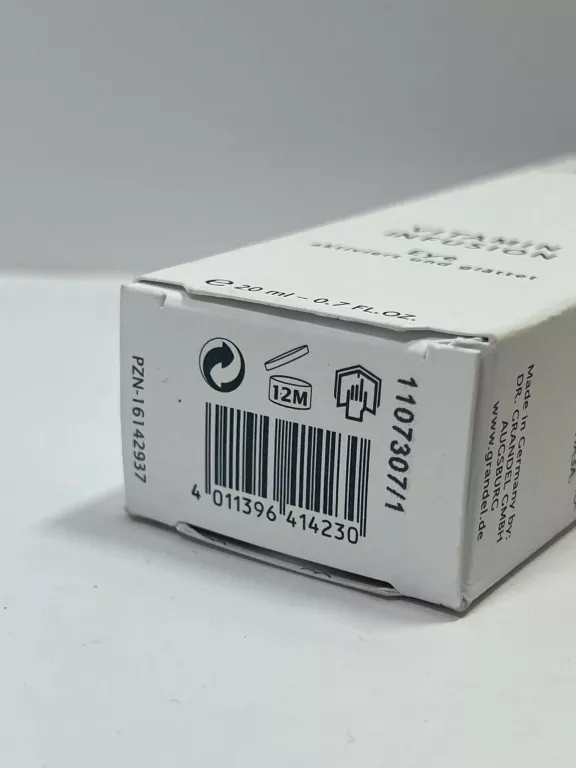 VITAMIN
INFUSION
Eye
aktiviert und glättet
℮ 20 ml - 0.7 FL.OZ.
12M
PZN-16142937
1107307/1
4 011396 414230
Made in Germany by:
DR. GRANDEL GMBH
AUGSBURG
www.grandel.de